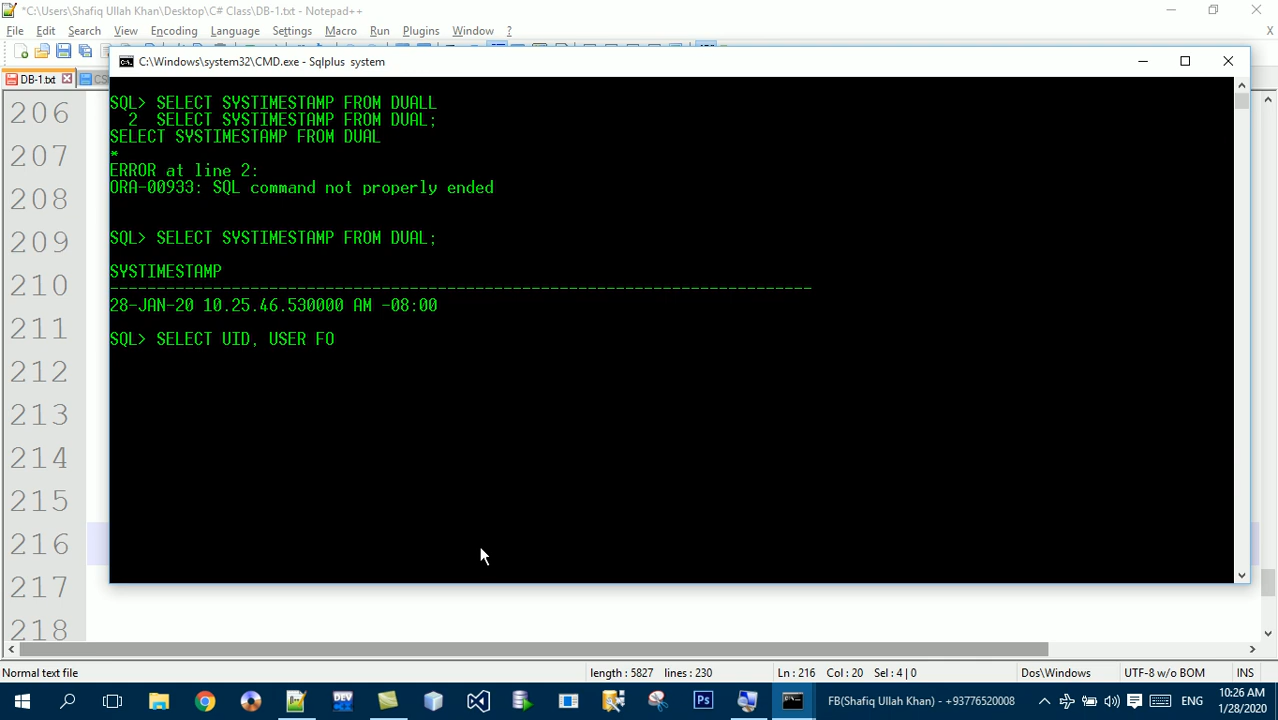 *C:\Users\Shafiq Ullah Khan\Desktop\C# Class\DB-1.txt - Notepad++
File Edit Search View Encoding Language Settings Macro Run Plugins Window ? X
C:\Windows\system32\CMD.exe - Sqlplus system
DB-1.txt
206
207
208
209
210
211
212
213
214
215
216
217
218
SQL> SELECT SYSTIMESTAMP FROM DUALL
2 SELECT SYSTIMESTAMP FROM DUAL;
SELECT SYSTIMESTAMP FROM DUAL
*
ERROR at line 2:
ORA-00933: SQL command not properly ended
SQL> SELECT SYSTIMESTAMP FROM DUAL;
SYSTIMESTAMP
---------------------------------------------------------------------------
28-JAN-20 10.25.46.530000 AM -08:00
SQL> SELECT UID, USER FO
Normal text file length : 5827 lines : 230 Ln : 216 Col : 20 Sel : 4 | 0 Dos\Windows UTF-8 w/o BOM INS
DEV
Ps
FB(Shafiq Ullah Khan) - +93776520008
ENG
10:26 AM
1/28/2020